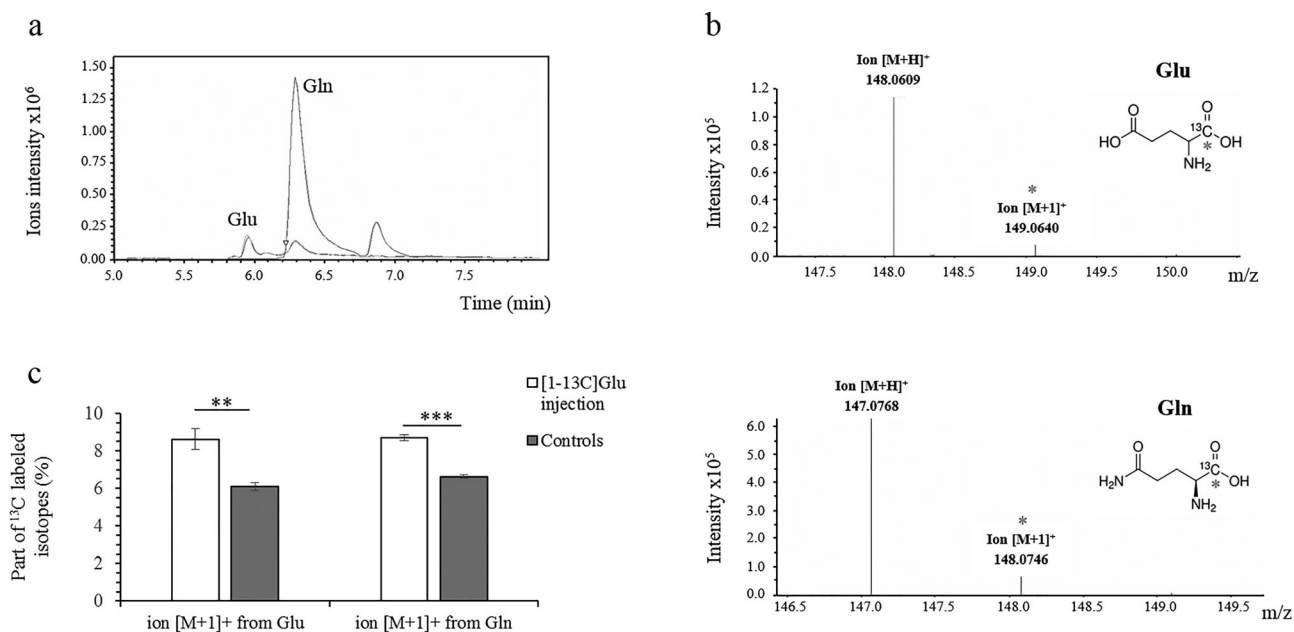 a
1.50
1.25
1.00
0.75
0.50
0.25
0.00
Ions intensity x10⁶
Gln
Glu
5.0 5.5 6.0 6.5 7.0 7.5
Time (min)
b
Ion [M+H]⁺
148.0609
Glu
1.2
1.0
0.8
0.6
0.4
0.2
0.0
Intensity x10⁵
O
HO
13C
O
OH
*
NH₂
*
Ion [M+1]⁺
149.0640
147.5 148.0 148.5 149.0 149.5 150.0
m/z
c
10
8
6
4
2
0
Part of ¹³C labeled
isotopes (%)
**
***
[1-13C]Glu
injection
Controls
ion [M+1]+ from Glu ion [M+1]+ from Gln
Ion [M+H]⁺
147.0768
Gln
6.0
5.0
4.0
3.0
2.0
1.0
0.0
Intensity x10⁵
O
H₂N
13C
O
OH
*
NH₂
*
Ion [M+1]⁺
148.0746
146.5 147.0 147.5 148.0 148.5 149.0 149.5
m/z